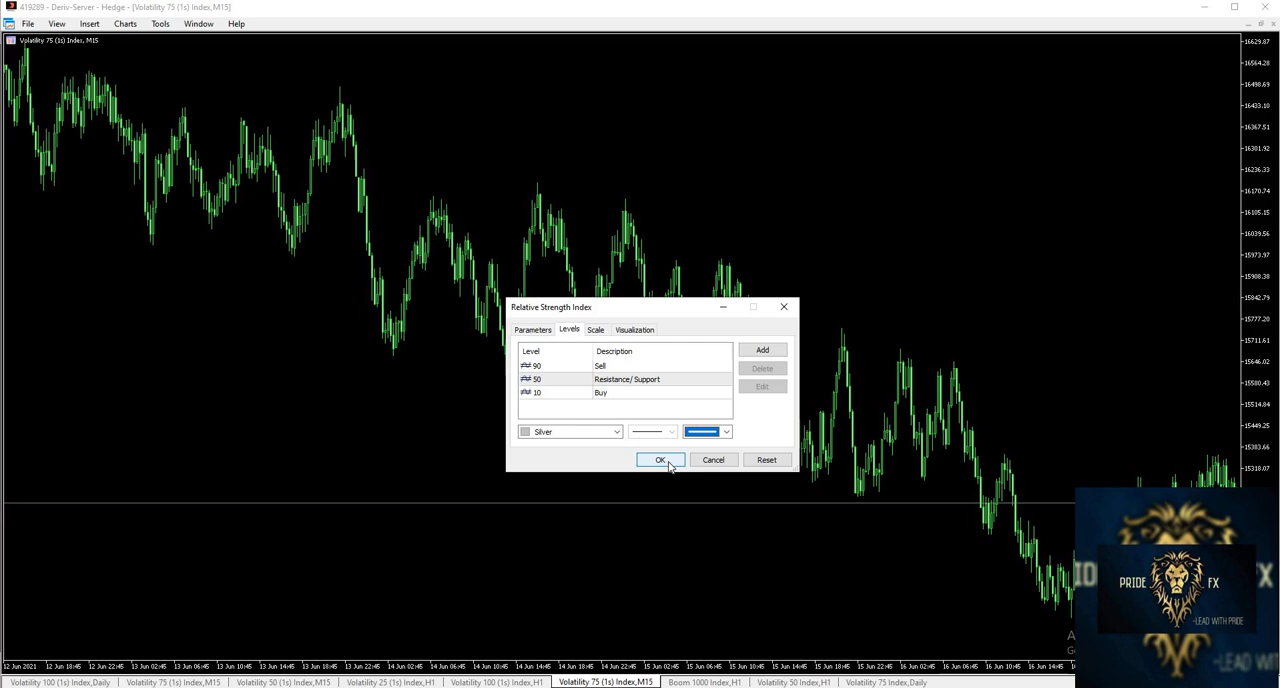 419289 - Deriv-Server - Hedge - [Volatility 75 (1s) Index,M15]
File View Insert Charts Tools Window Help
Volatility 75 (1s) Index, M15
16629.87
16564.28
16498.69
16433.10
16367.51
16301.92
16236.33
16170.74
16105.15
16039.56
15973.97
15908.38
15842.79
15777.20
15711.61
15646.02
15580.43
15514.84
15449.25
15383.66
15318.07
Relative Strength Index
Parameters Levels Scale Visualization
Level Description
90 Sell
50 Resistance/ Support
10 Buy
Add
Delete
Edit
Silver
OK Cancel Reset
PRIDE FX
-LEAD WITH PRIDE
-LEAD WIT
12 Jun 2021 12 Jun 18:45 12 Jun 22:45 13 Jun 02:45 13 Jun 06:45 13 Jun 10:45 13 Jun 14:45 13 Jun 18:45 13 Jun 22:45 14 Jun 02:45 14 Jun 06:45 14 Jun 10:45 14 Jun 14:45 14 Jun 18:45 14 Jun 22:45 15 Jun 02:45 15 Jun 06:45 15 Jun 10:45 15 Jun 14:45 15 Jun 18:45 15 Jun 22:45 16 Jun 02:45 16 Jun 06:45 16 Jun 10:45 16 Jun 14:45
Volatility 100 (1s) Index,Daily Volatility 75 (1s) Index,M15 Volatility 50 (1s) Index,M15 Volatility 25 (1s) Index,H1 Volatility 100 (1s) Index,H1 Volatility 75 (1s) Index,M15 Boom 1000 Index,H1 Volatility 50 Index,H1 Volatility 75 Index,Daily